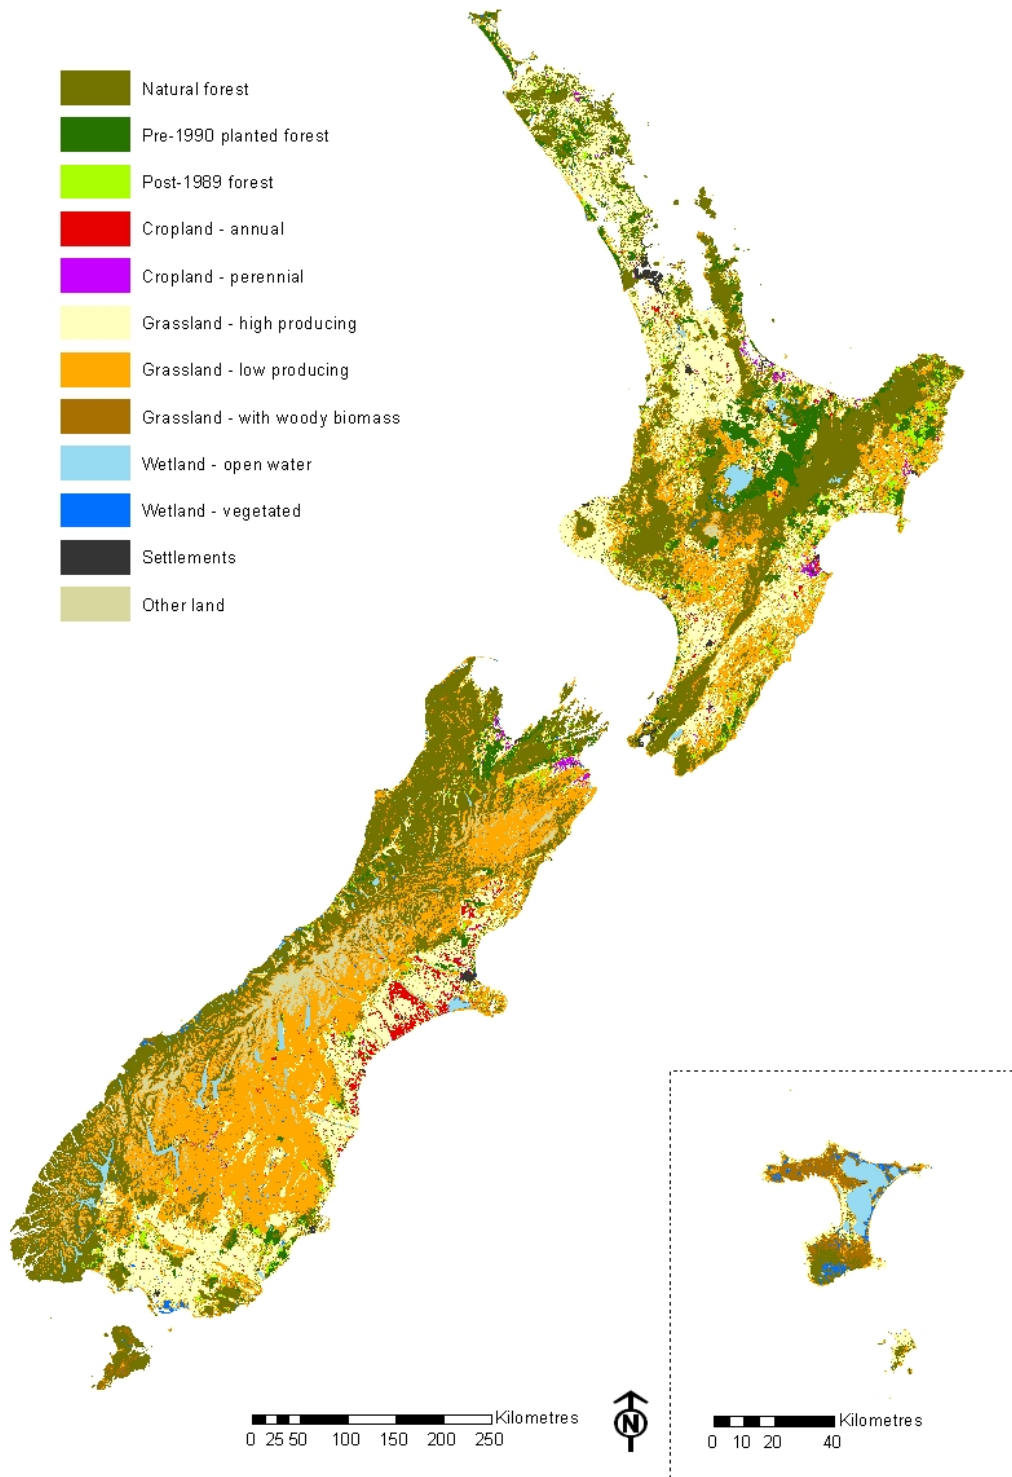 Natural forest
Pre-1990 planted forest
Post-1989 forest
Cropland - annual
Cropland - perennial
Grassland - high producing
Grassland - low producing
Grassland - with woody biomass
Wetland - open water
Wetland - vegetated
Settlements
Other land
Kilometres
0 25 50 100 150 200 250
N
Kilometres
0 10 20 40